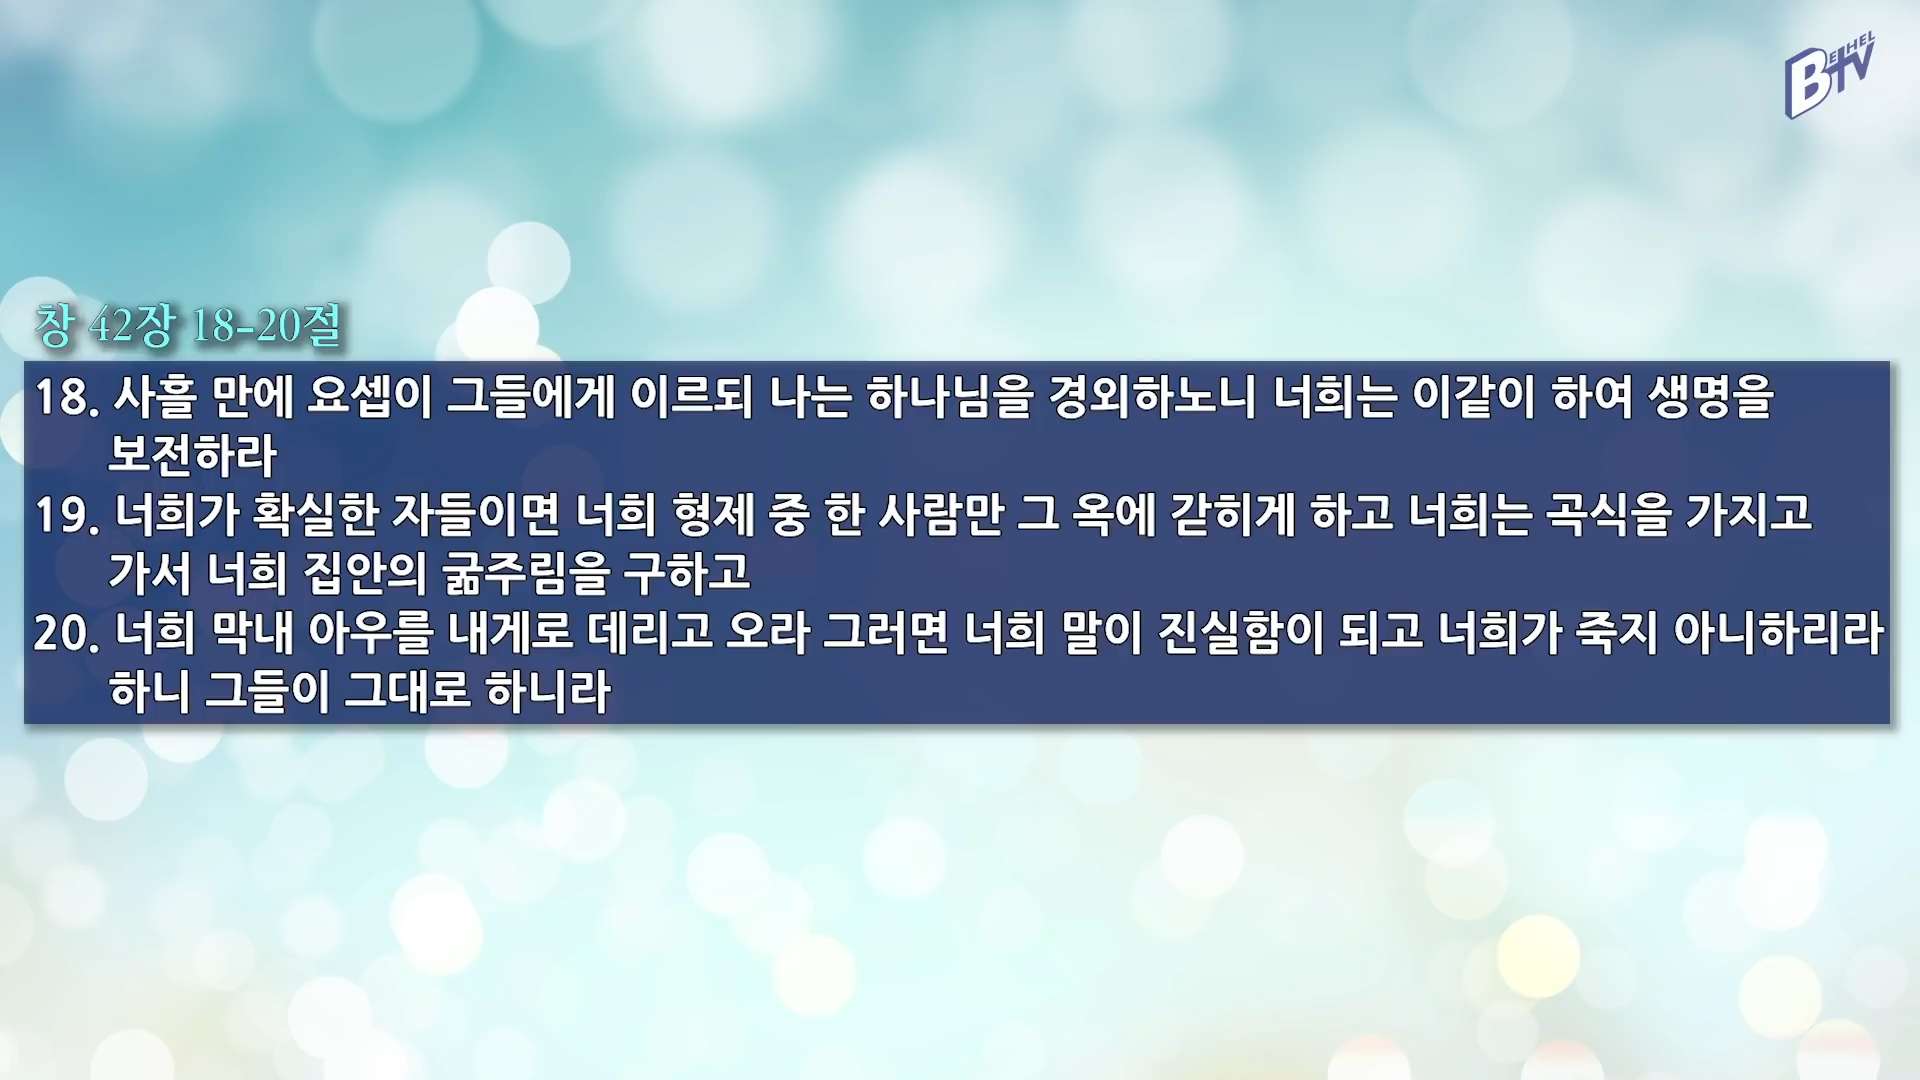 BETHEL TV
창 42장 18-20절
18. 사흘 만에 요셉이 그들에게 이르되 나는 하나님을 경외하노니 너희는 이같이 하여 생명을
보전하라
19. 너희가 확실한 자들이면 너희 형제 중 한 사람만 그 옥에 갇히게 하고 너희는 곡식을 가지고
가서 너희 집안의 굶주림을 구하고
20. 너희 막내 아우를 내게로 데리고 오라 그러면 너희 말이 진실함이 되고 너희가 죽지 아니하리라
하니 그들이 그대로 하니라